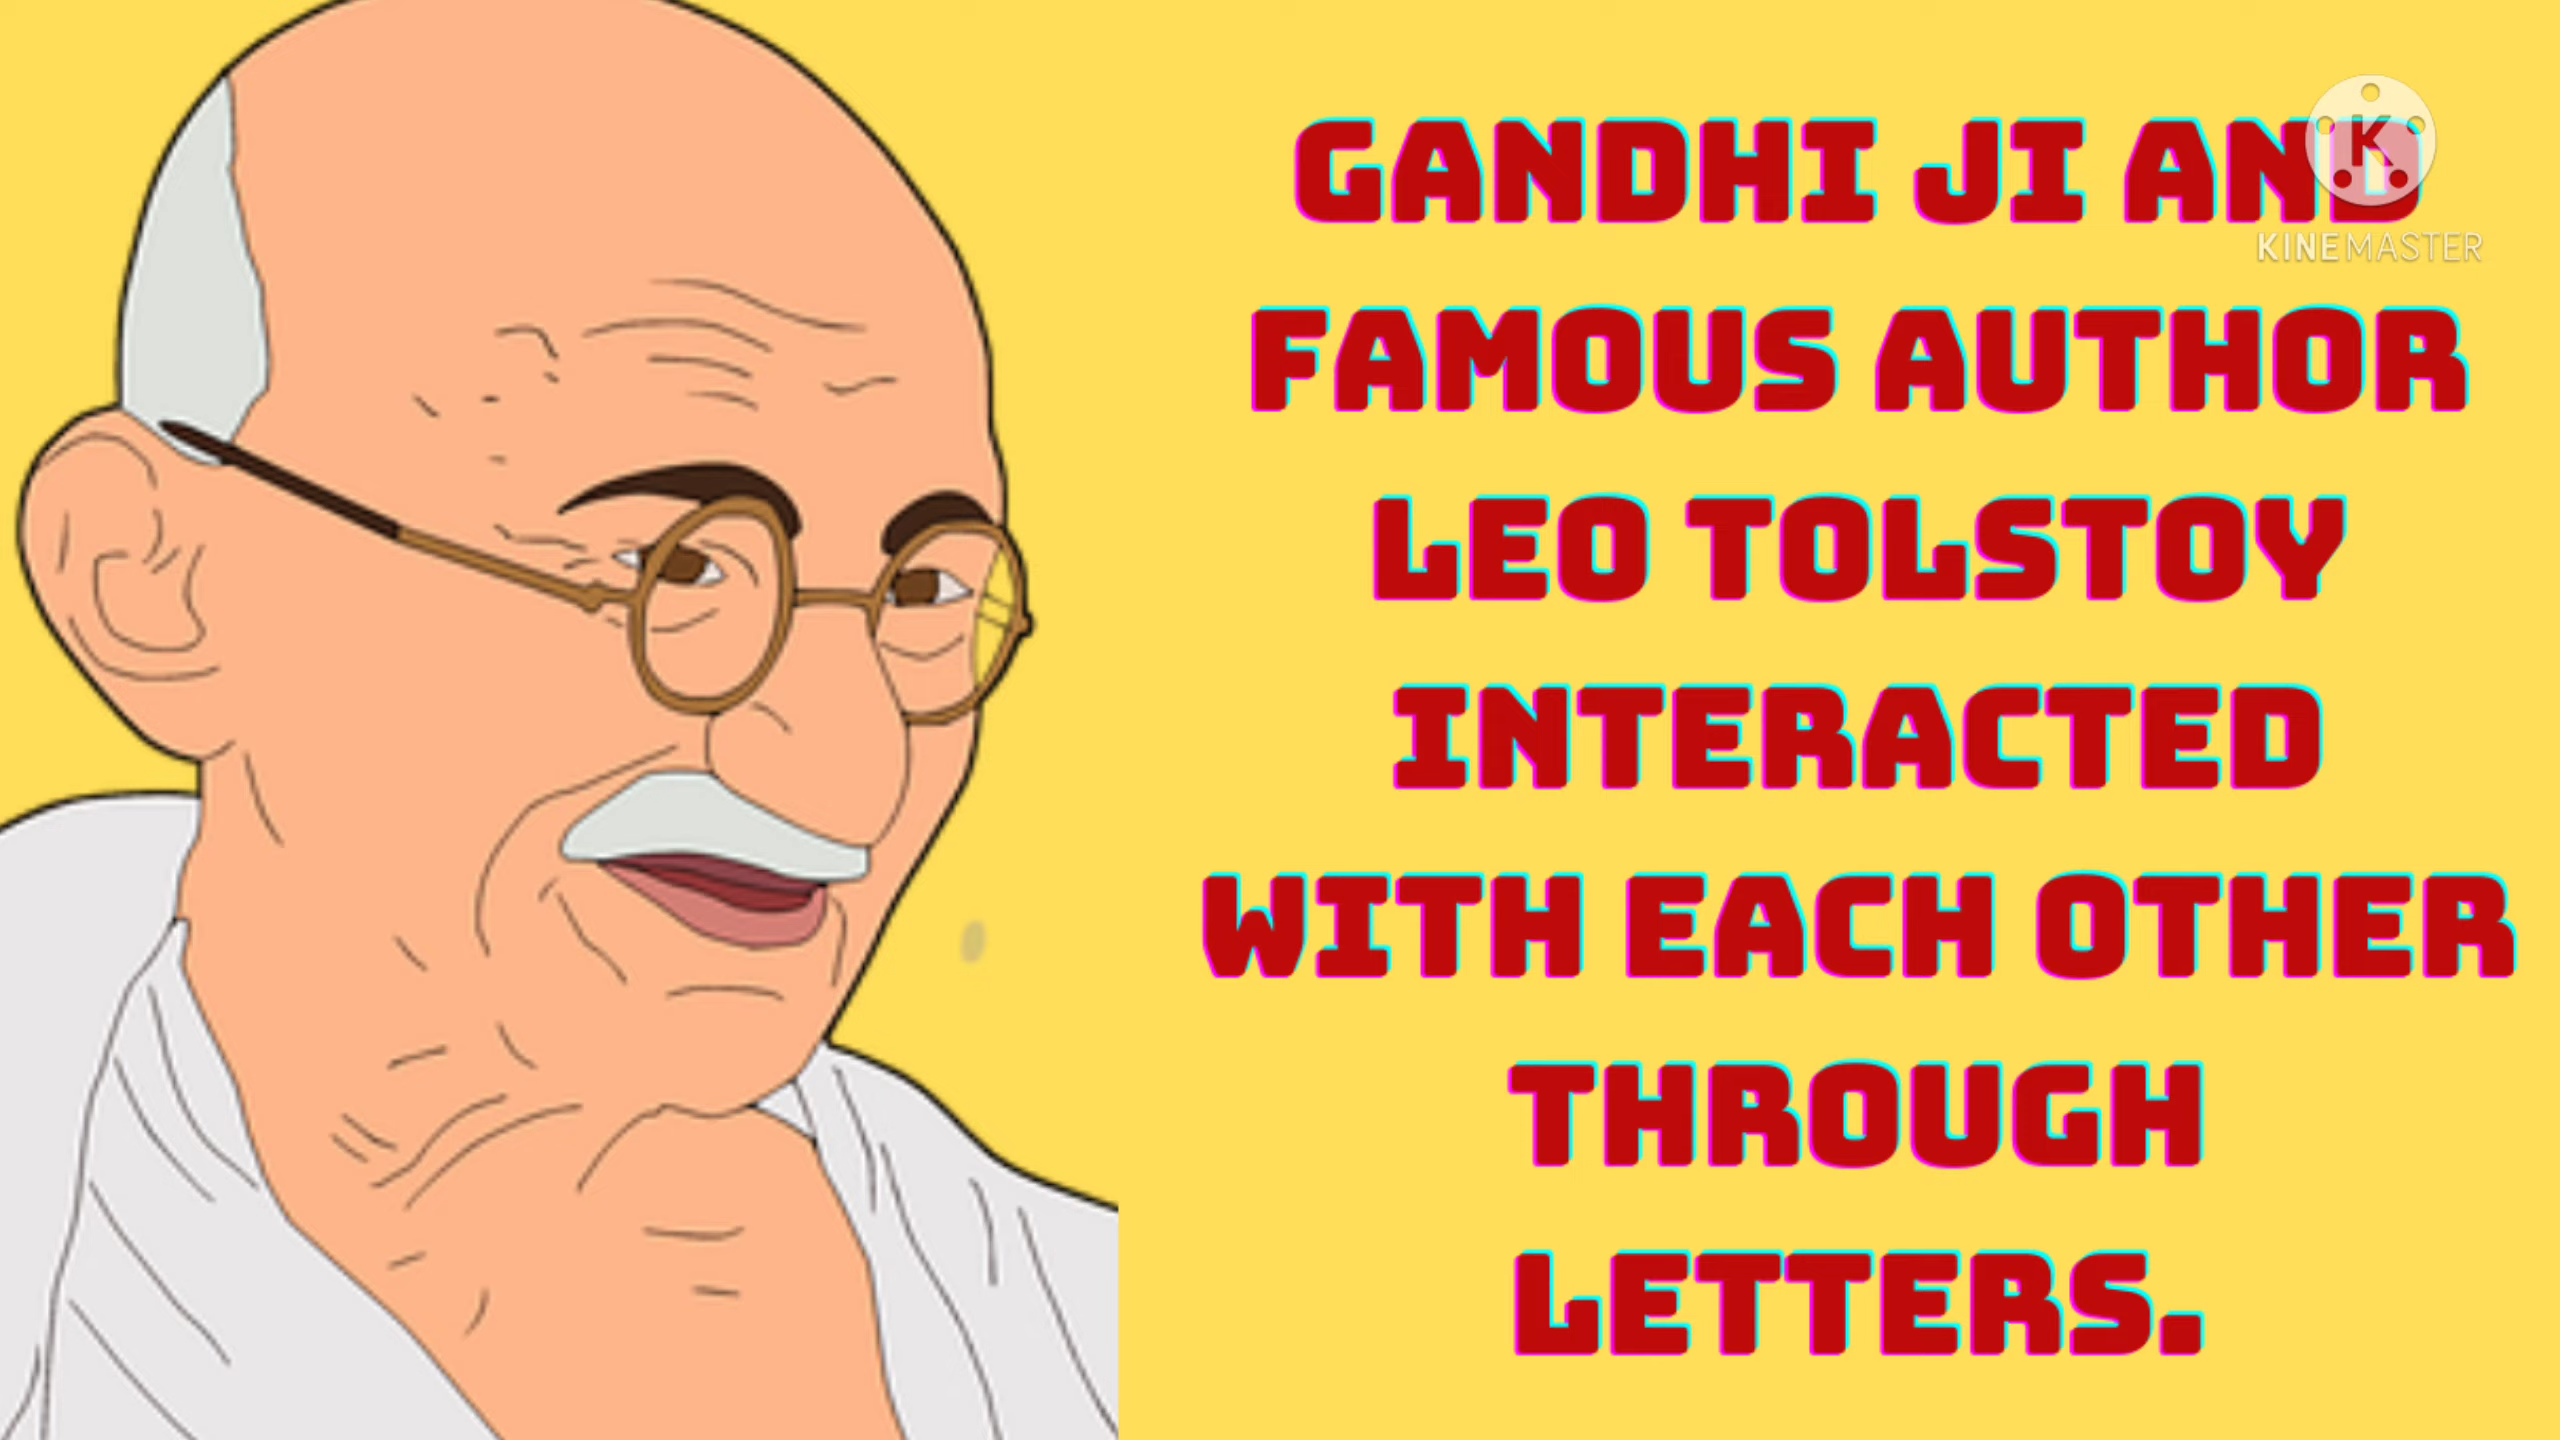 GANDHI JI AND
FAMOUS AUTHOR
LEO TOLSTOY
INTERACTED
WITH EACH OTHER
THROUGH
LETTERS.
K
KINEMASTER